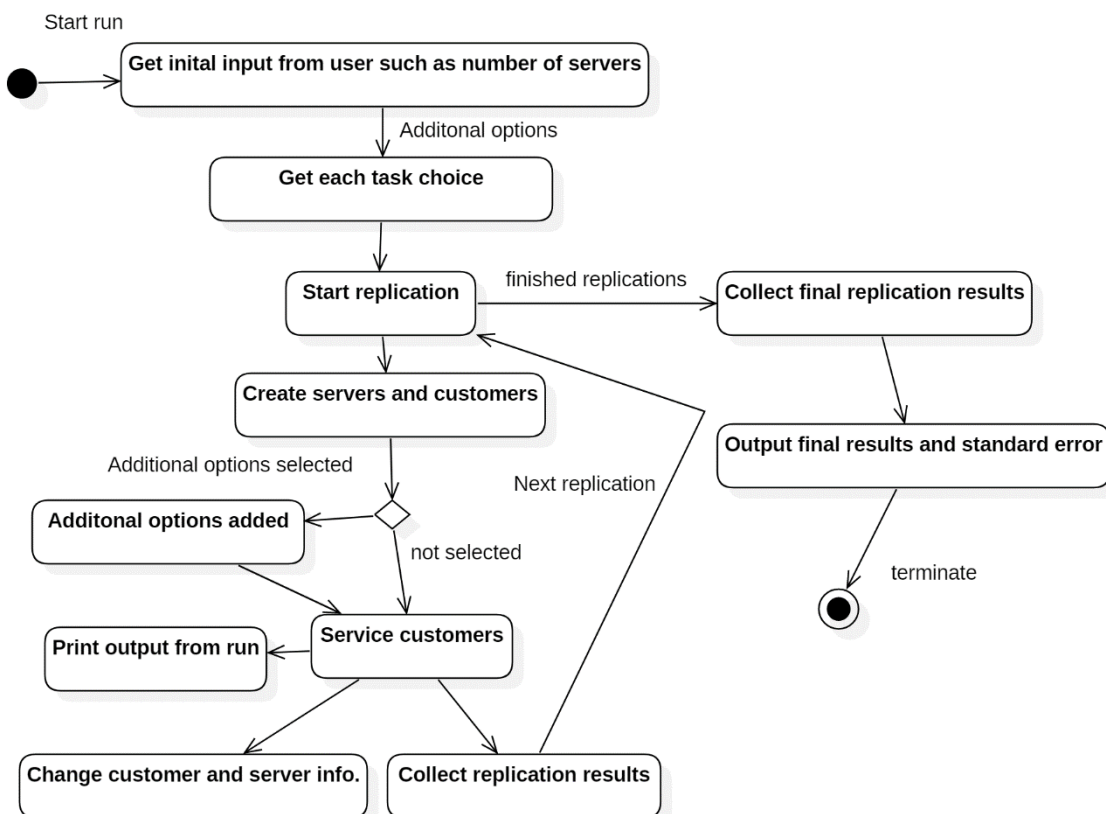 Start run
Get inital input from user such as number of servers
Additonal options
Get each task choice
Start replication
finished replications
Collect final replication results
Create servers and customers
Output final results and standard error
Additional options selected
Next replication
Additonal options added
not selected
terminate
Service customers
Print output from run
Change customer and server info.
Collect replication results